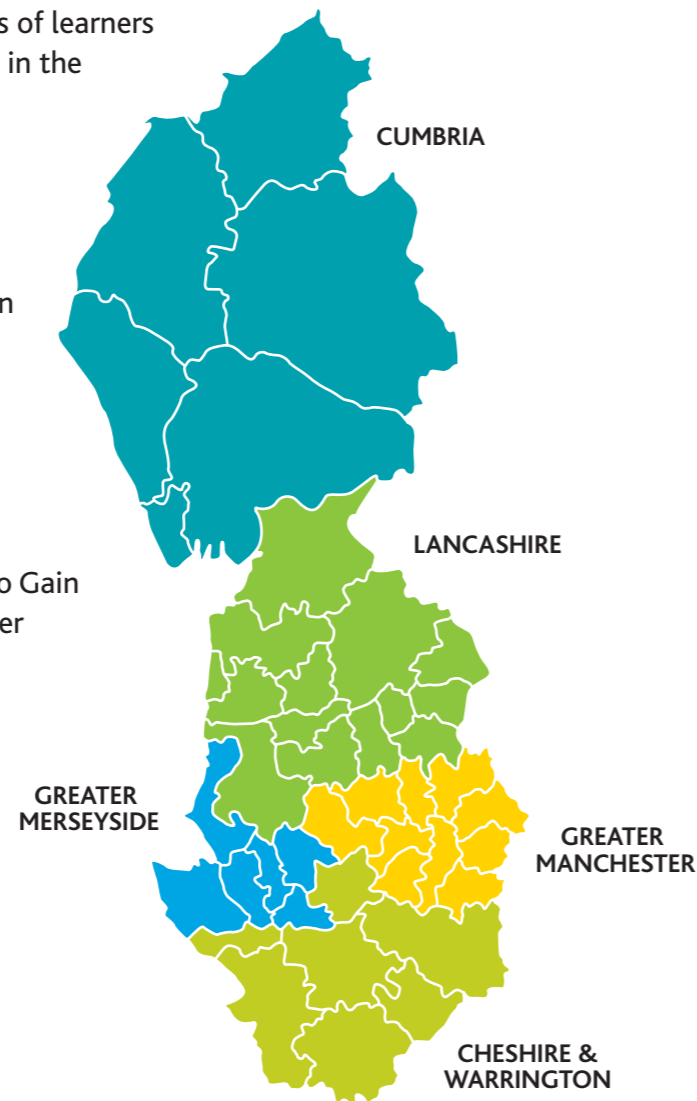 s of learners
in the
CUMBRIA
n
LANCASHIRE
o Gain
er
GREATER
MERSEYSIDE
GREATER
MANCHESTER
CHESHIRE &
WARRINGTON